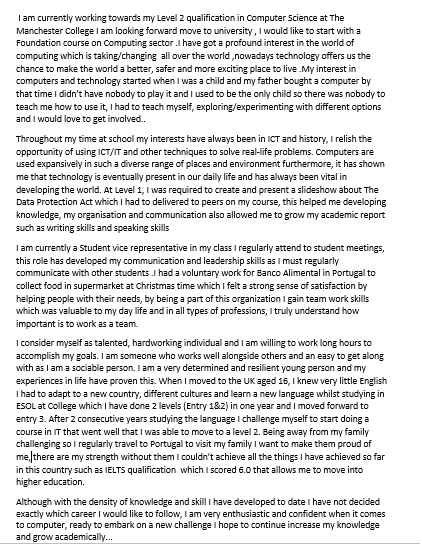 I am currently working towards my Level 2 qualification in Computer Science at The
Manchester College I am looking forward move to university , I would like to start with a
Foundation course on Computing sector .I have got a profound interest in the world of
computing which is taking/changing  all over the world ,nowadays technology offers us the
chance to make the world a better, safer and more exciting place to live .My interest in
computers and technology started when I was a child and my father bought a computer by
that time I didn't have nobody to play it and I used to be the only child so there was nobody to
teach me how to use it, I had to teach myself, exploring/experimenting with different options
and I would love to get involved..
Throughout my time at school my interests have always been in ICT and history, I relish the
opportunity of using ICT/IT and other techniques to solve real-life problems. Computers are
used expansively in such a diverse range of places and environment furthermore, it has shown
me that technology is eventually present in our daily life and has always been vital in
developing the world. At Level 1, I was required to create and present a slideshow about The
Data Protection Act which I had to delivered to peers on my course, this helped me developing
knowledge, my organisation and communication also allowed me to grow my academic report
such as writing skills and speaking skills
I am currently a Student vice representative in my class I regularly attend to student meetings,
this role has developed my communication and leadership skills as I must regularly
communicate with other students .I had a voluntary work for Banco Alimental in Portugal to
collect food in supermarket at Christmas time which I felt a strong sense of satisfaction by
helping people with their needs, by being a part of this organization I gain team work skills
which was valuable to my day life and in all types of professions, I truly understand how
important is to work as a team.
I consider myself as talented, hardworking individual and I am willing to work long hours to
accomplish my goals. I am someone who works well alongside others and an easy to get along
with as I am a sociable person. I am a very determined and resilient young person and my
experiences in life have prove this. When I moved to the UK aged 16, I knew very little English
I had to adapt to a new country, different cultures and learn a new language whilst studying in
ESOL at College which I have done 2 levels (Entry 1&2) in one year and I moved forward to
entry 3. After 2 consecutive years studying the language I challenge myself to start doing a
course in IT that went well that I was able to move to a level 2. Being away from my family
challenging so I regularly travel to Portugal to visit my family I want to make them proud of
me,there are my strength without them I couldn't achieve all the things I have achieved so far
in this country such as IELTS qualification  which I scored 6.0 that allows me to move into
higher education.
Although with the density of knowledge and skill I have developed to date I have not decided
exactly which career I would like to follow, I am very enthusiastic and confident when it comes
to computer, ready to embark on a new challenge I hope to continue increase my knowledge
and grow academically...